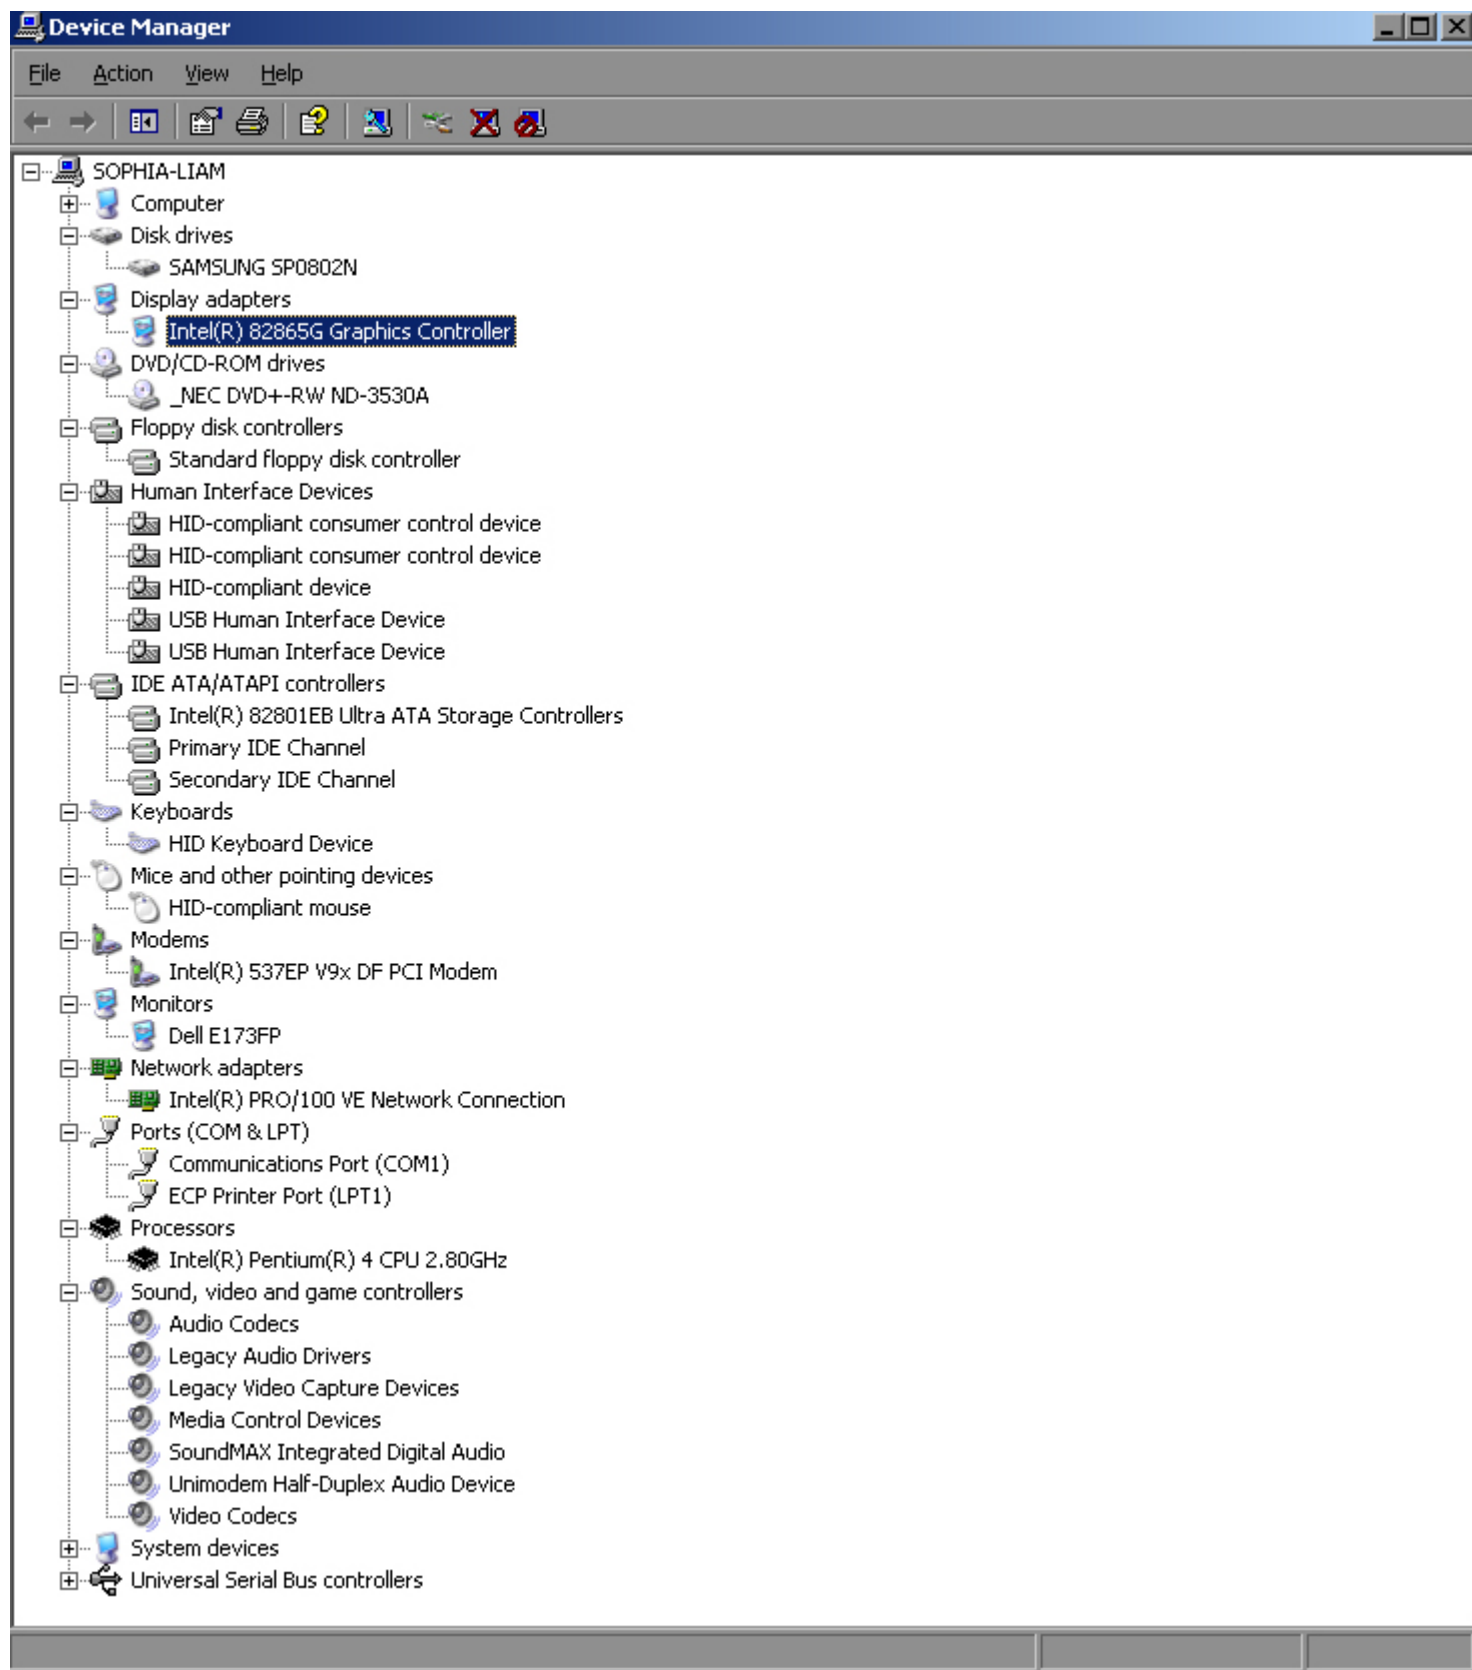 Device Manager
File Action View Help
SOPHIA-LIAM
Computer
Disk drives
SAMSUNG SP0802N
Display adapters
Intel(R) 82865G Graphics Controller
DVD/CD-ROM drives
_NEC DVD+-RW ND-3530A
Floppy disk controllers
Standard floppy disk controller
Human Interface Devices
HID-compliant consumer control device
HID-compliant consumer control device
HID-compliant device
USB Human Interface Device
USB Human Interface Device
IDE ATA/ATAPI controllers
Intel(R) 82801EB Ultra ATA Storage Controllers
Primary IDE Channel
Secondary IDE Channel
Keyboards
HID Keyboard Device
Mice and other pointing devices
HID-compliant mouse
Modems
Intel(R) 537EP V9x DF PCI Modem
Monitors
Dell E173FP
Network adapters
Intel(R) PRO/100 VE Network Connection
Ports (COM & LPT)
Communications Port (COM1)
ECP Printer Port (LPT1)
Processors
Intel(R) Pentium(R) 4 CPU 2.80GHz
Sound, video and game controllers
Audio Codecs
Legacy Audio Drivers
Legacy Video Capture Devices
Media Control Devices
SoundMAX Integrated Digital Audio
Unimodem Half-Duplex Audio Device
Video Codecs
System devices
Universal Serial Bus controllers